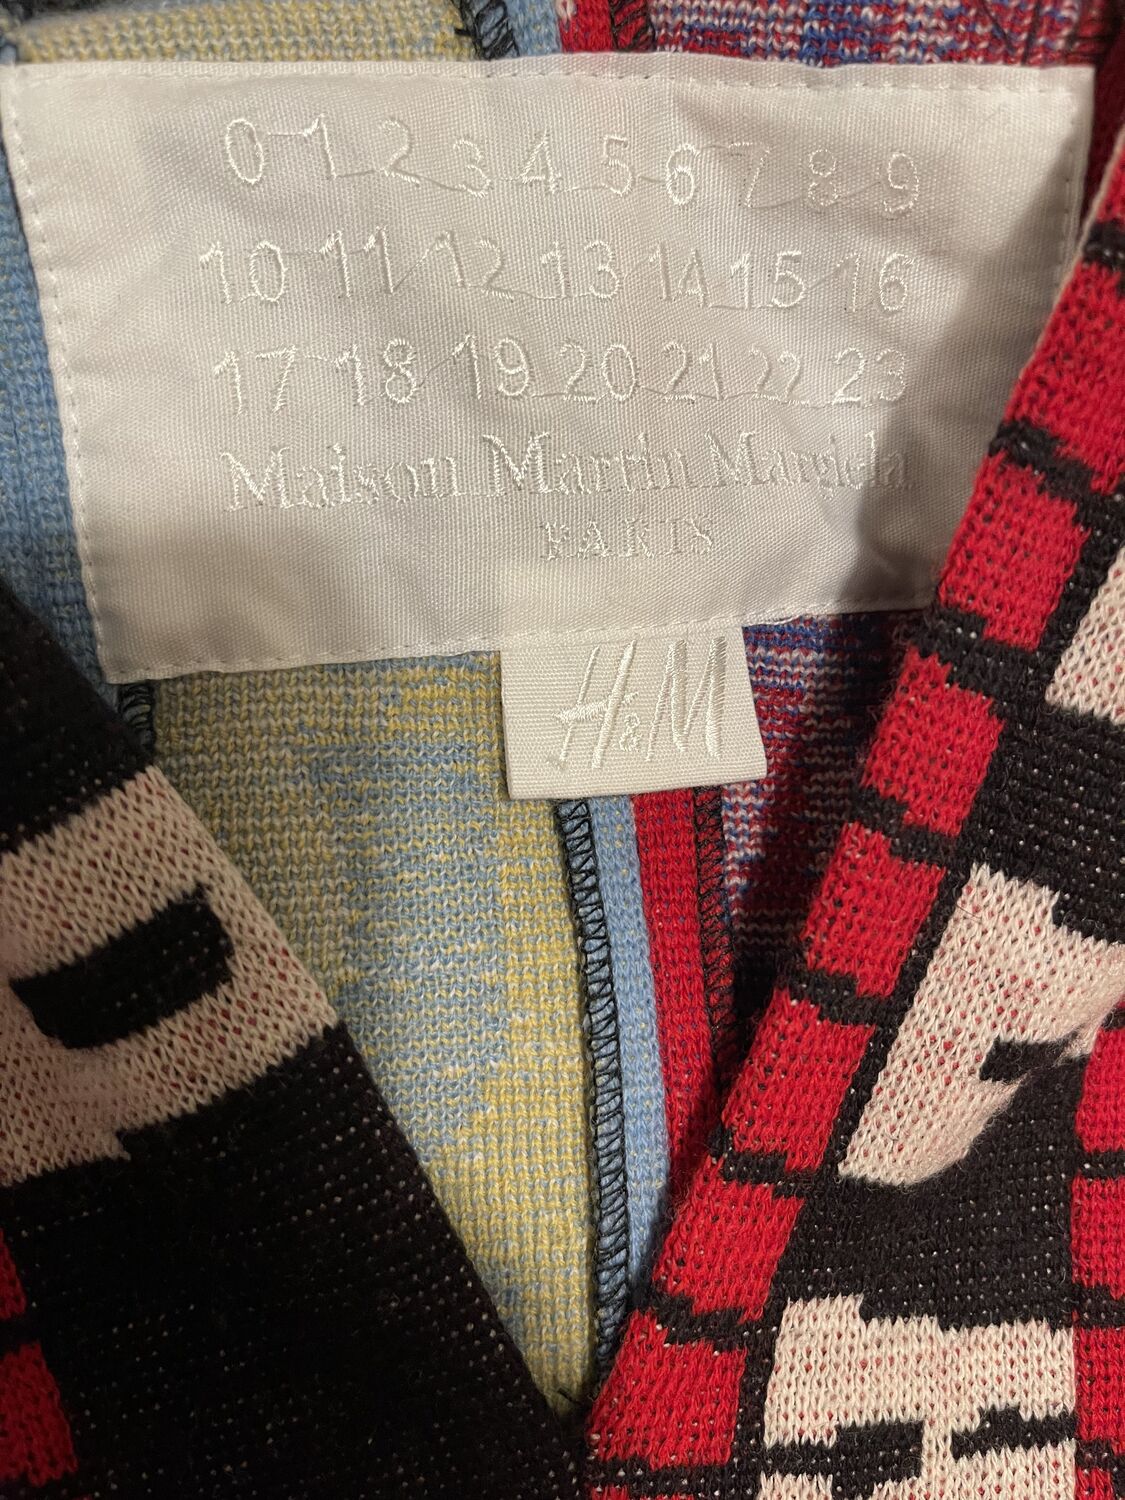 0 1 2 3 4 5 6 7 8 9
10 11 12 13 14 15 16
17 18 19 20 21 22 23
Maison Martin Margiela
PARIS
H&M